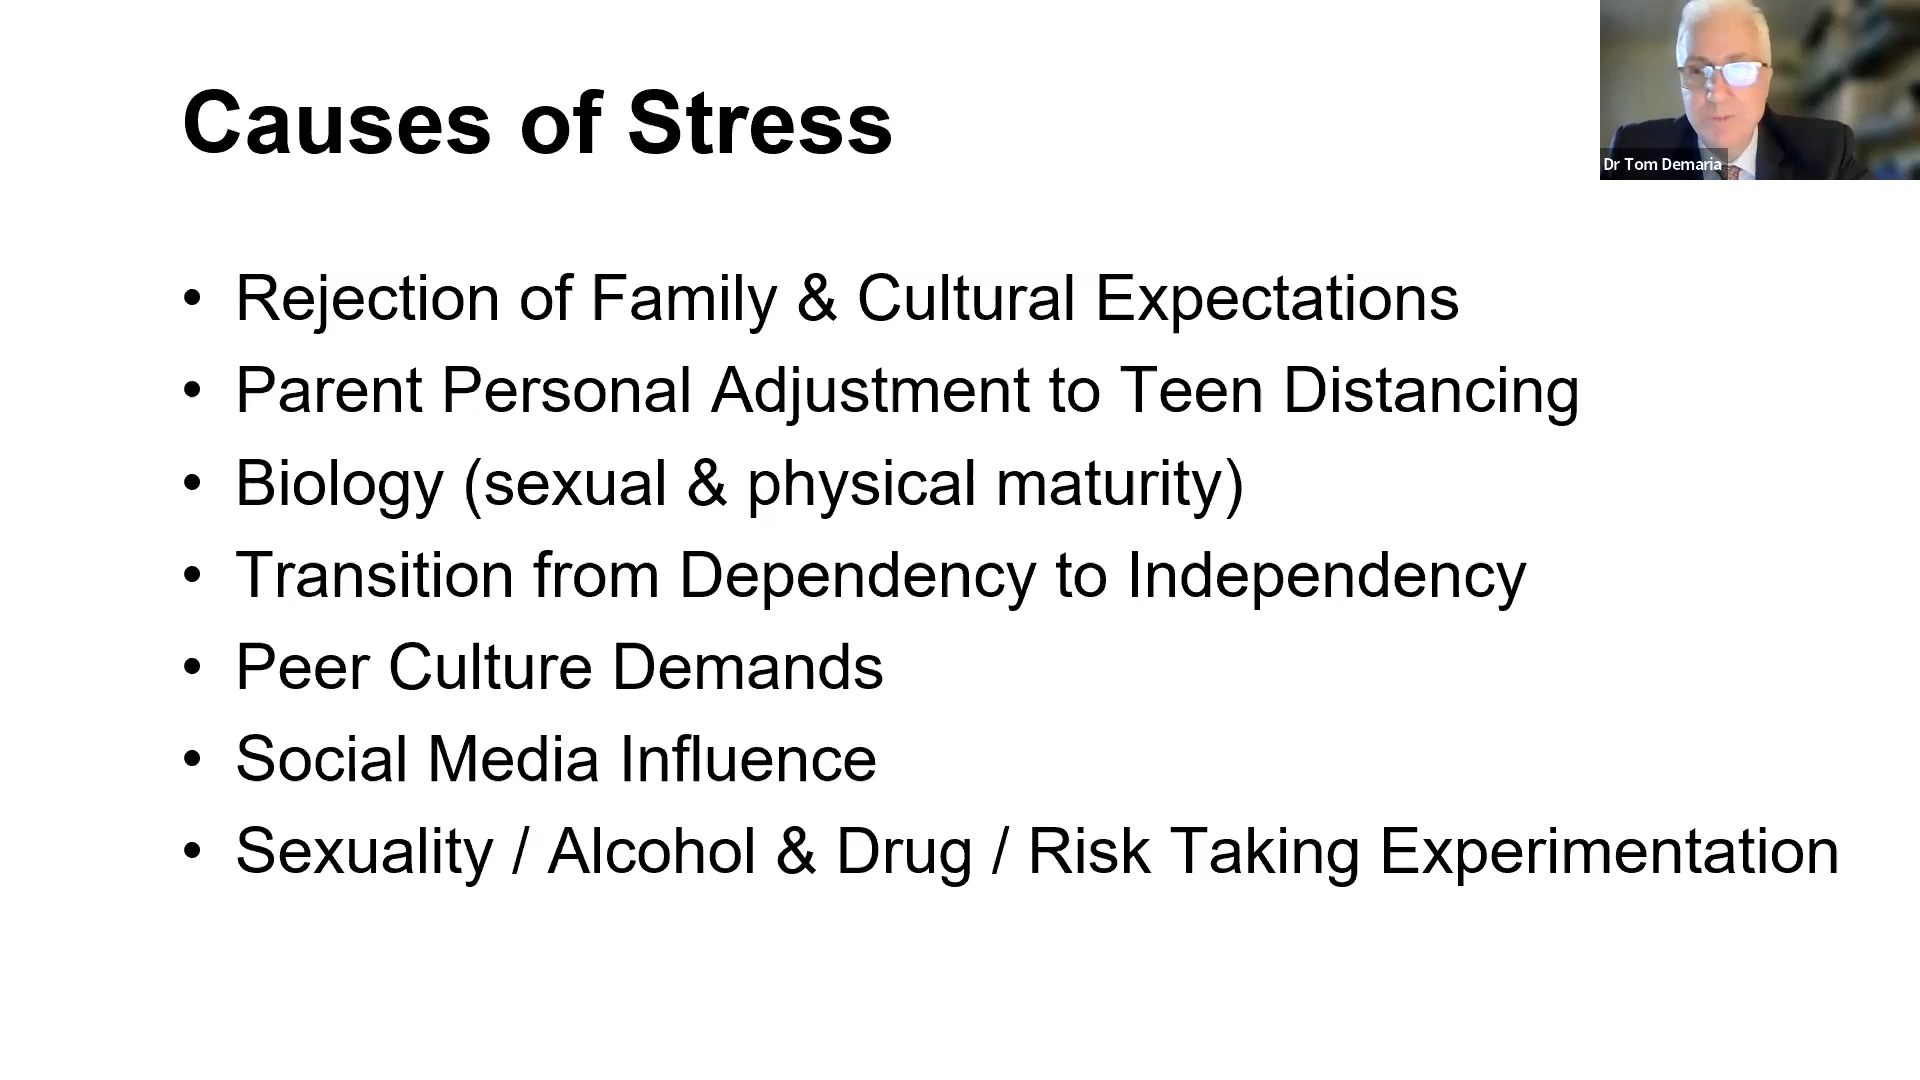 Causes of Stress
Dr Tom Demaria
• Rejection of Family & Cultural Expectations
• Parent Personal Adjustment to Teen Distancing
• Biology (sexual & physical maturity)
• Transition from Dependency to Independency
• Peer Culture Demands
• Social Media Influence
• Sexuality / Alcohol & Drug / Risk Taking Experimentation